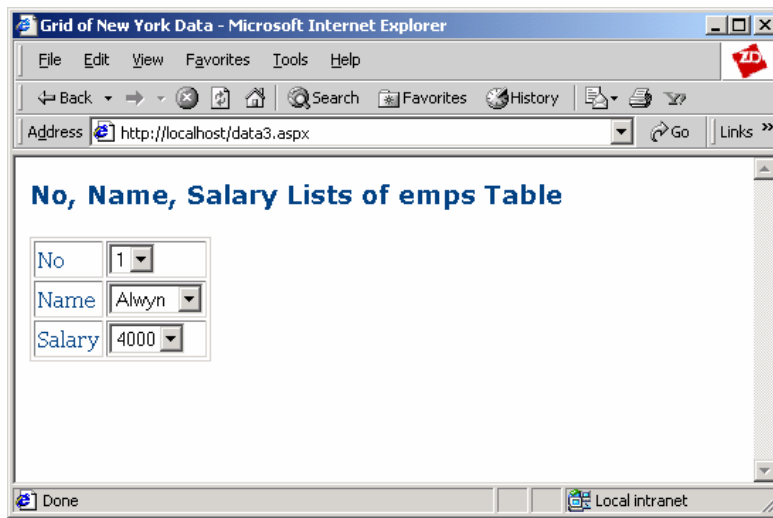 Grid of New York Data - Microsoft Internet Explorer
File Edit View Favorites Tools Help
ZD
Back Search Favorites History
Address http://localhost/data3.aspx Go Links »
No, Name, Salary Lists of emps Table
No 1
Name Alwyn
Salary 4000
Done Local intranet